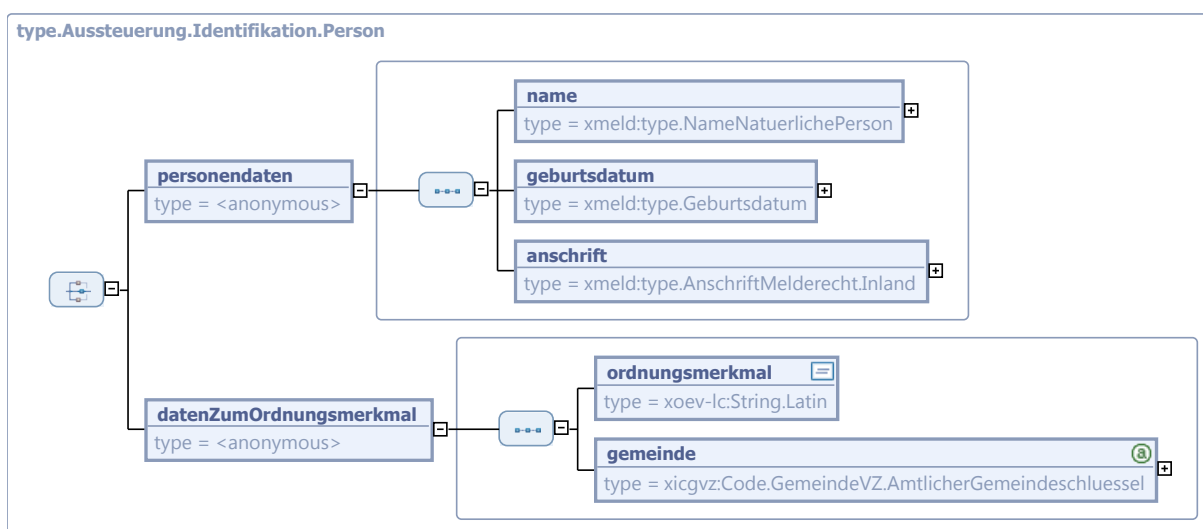 type.Aussteuerung.Identifikation.Person
name
type = xmeld:type.NameNatuerlichePerson
personendaten
type = <anonymous>
geburtsdatum
type = xmeld:type.Geburtsdatum
anschrift
type = xmeld:type.AnschriftMelderecht.Inland
ordnungsmerkmal
type = xoev-lc:String.Latin
datenZumOrdnungsmerkmal
type = <anonymous>
gemeinde
a
type = xicgvz:Code.GemeindeVZ.AmtlicherGemeindeschluessel